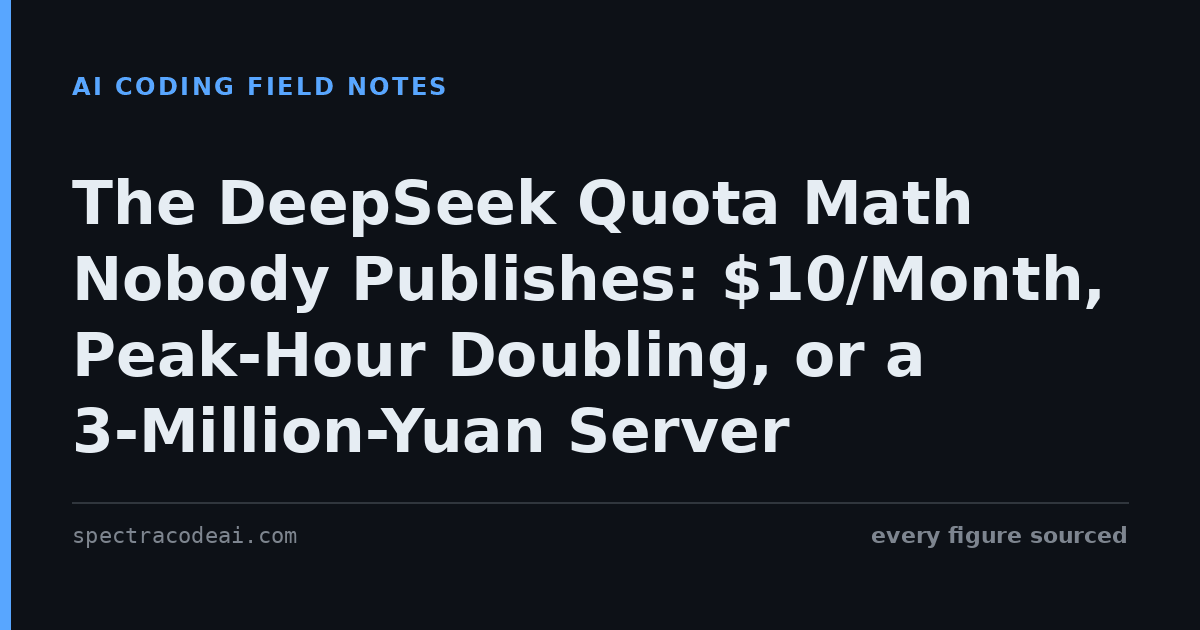 AI CODING FIELD NOTES
The DeepSeek Quota Math
Nobody Publishes: $10/Month,
Peak-Hour Doubling, or a
3-Million-Yuan Server
spectracodeai.com
every figure sourced